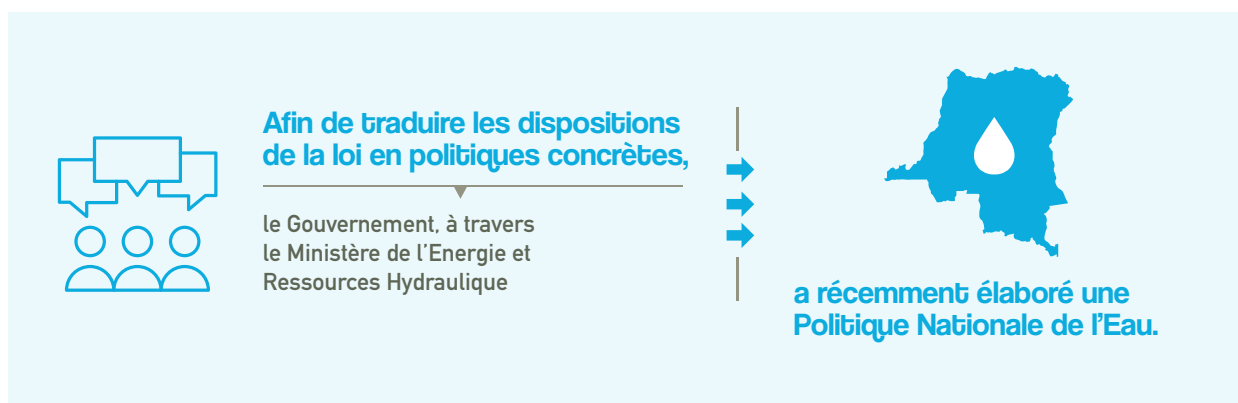 Afin de traduire les dispositions
de la loi en politiques concrètes,
le Gouvernement, à travers
le Ministère de l'Energie et
Ressources Hydraulique
a récemment élaboré une
Politique Nationale de l'Eau.